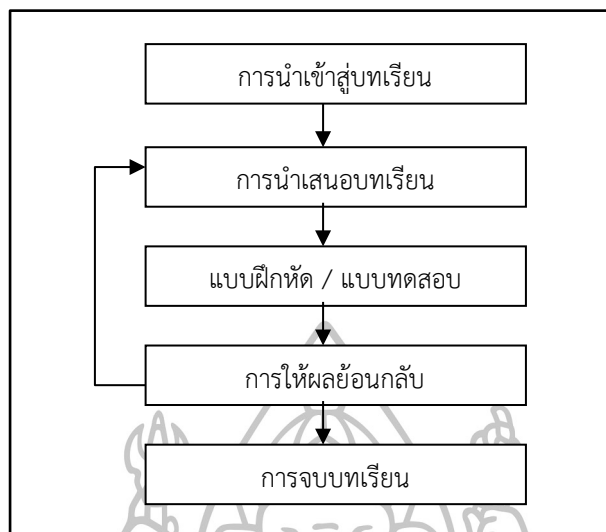 การนำเข้าสู่บทเรียน
การนำเสนอบทเรียน
แบบฝึกหัด / แบบทดสอบ
การให้ผลย้อนกลับ
การจบบทเรียน